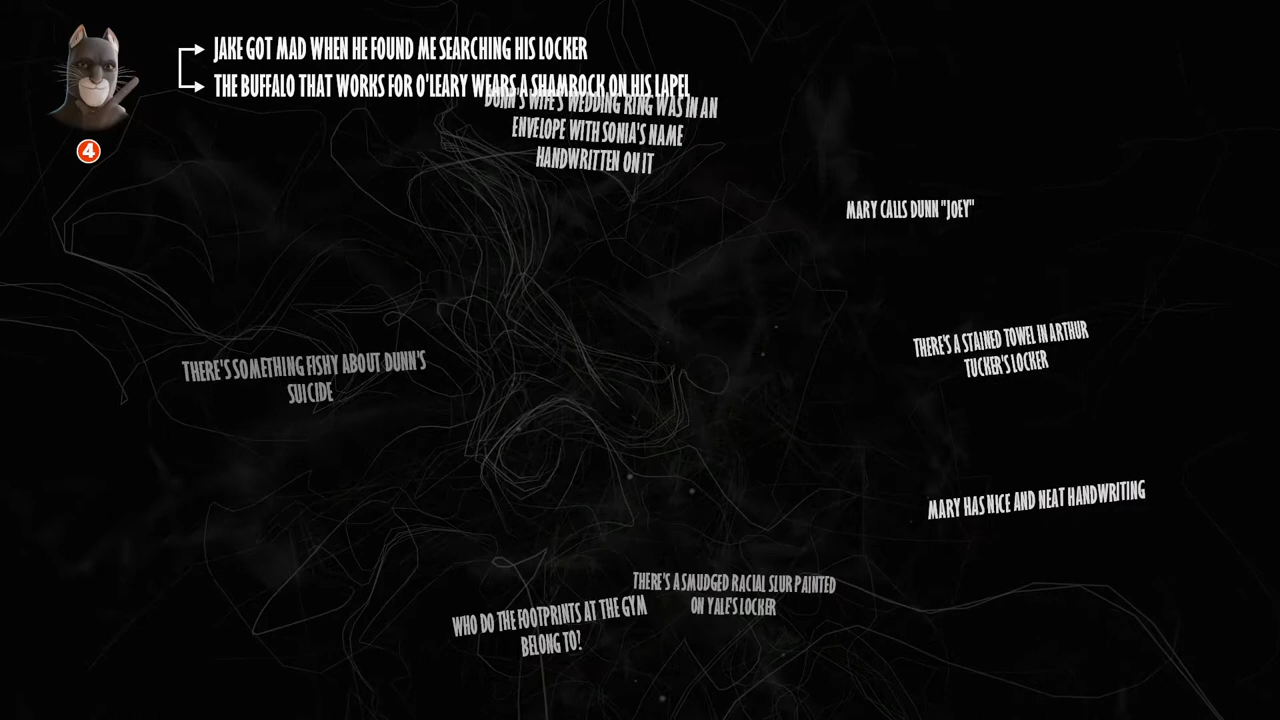 JAKE GOT MAD WHEN HE FOUND ME SEARCHING HIS LOCKER
THE BUFFALO THAT WORKS FOR O'LEARY WEARS A SHAMROCK ON HIS LAPEL
4
DUNN'S WIFE'S WEDDING RING WAS IN AN
ENVELOPE WITH SONIA'S NAME
HANDWRITTEN ON IT
MARY CALLS DUNN "JOEY"
THERE'S A STAINED TOWEL IN ARTHUR
TUCKER'S LOCKER
THERE'S SOMETHING FISHY ABOUT DUNN'S
SUICIDE
MARY HAS NICE AND NEAT HANDWRITING
THERE'S A SMUDGED RACIAL SLUR PAINTED
ON YALE'S LOCKER
WHO DO THE FOOTPRINTS AT THE GYM
BELONG TO?